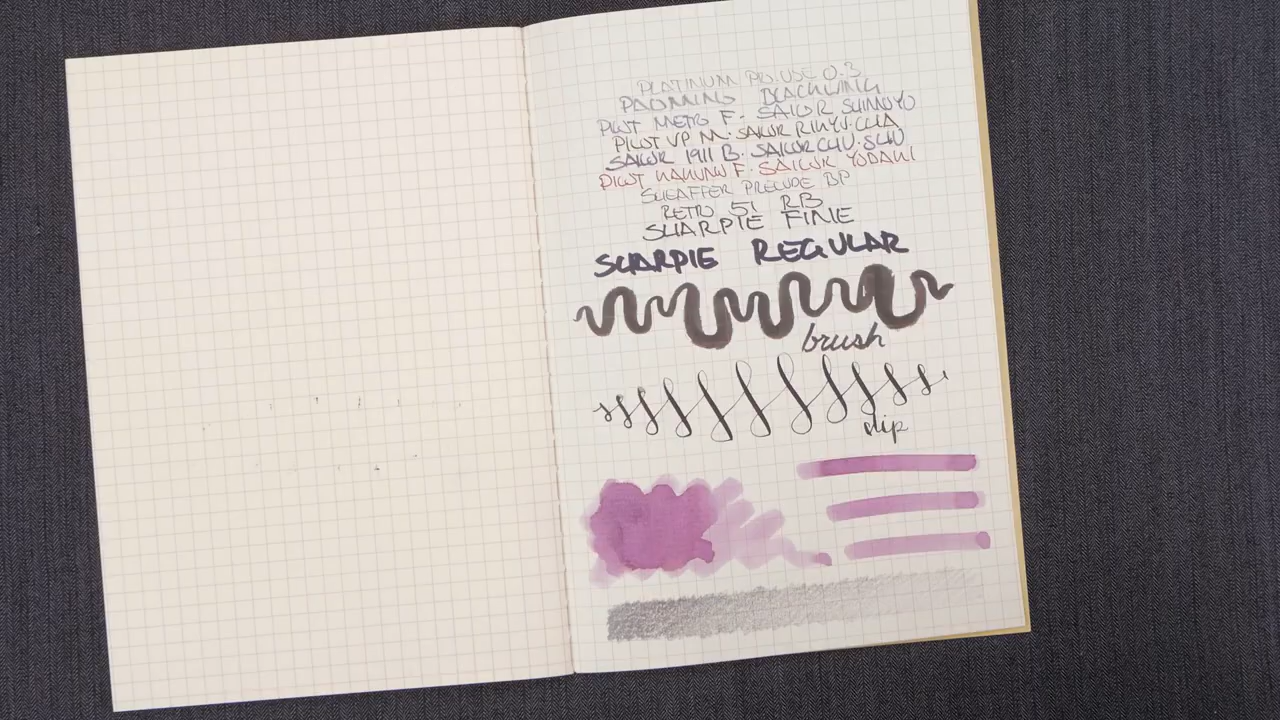 PLATINUM PRO-USE 0.3
PALOMINO BLACKWING
PILOT METRO F · SAILOR SHIMOYO
PILOT VP M · SAILOR RIKYU-CHA
SAILOR 1911 B · SAILOR CHU-SHU
PILOT KAKUNO F · SAILOR YODAKI
SHEAFFER PRELUDE BP
RETRO 51 RB
SHARPIE FINE
SHARPIE REGULAR
brush
dip